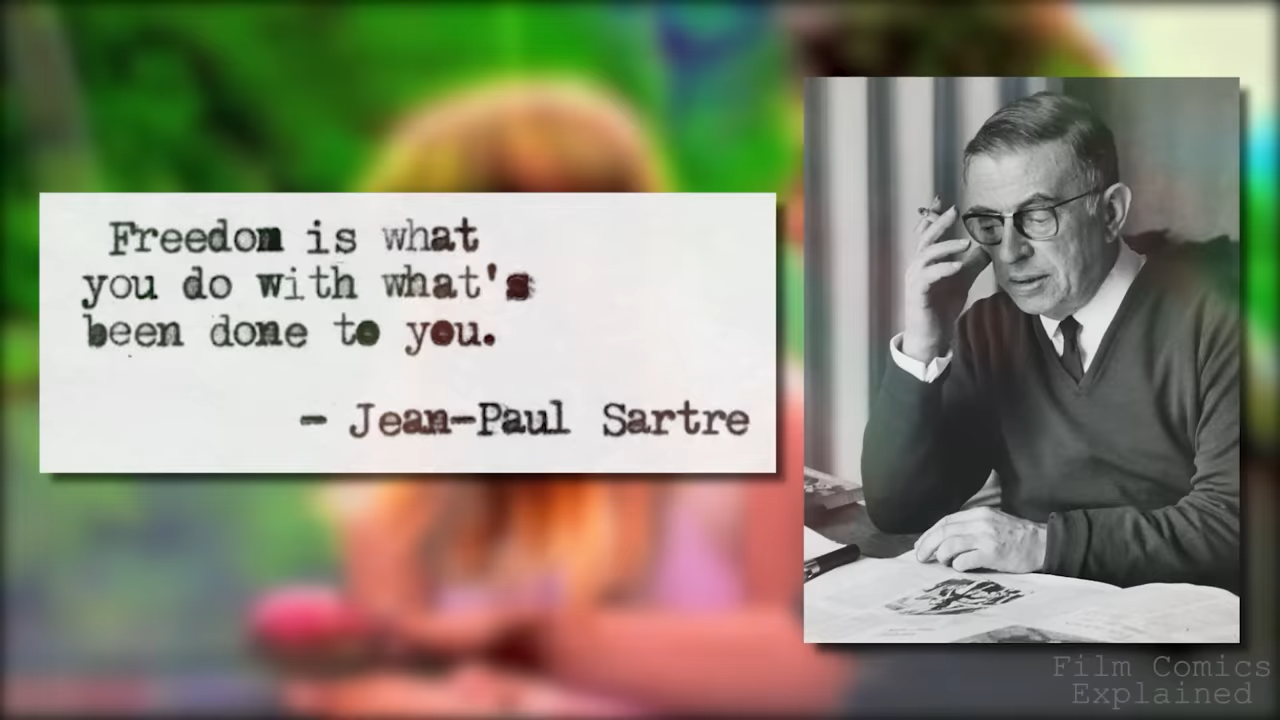 Freedom is what
you do with what's
been done to you.
- Jean-Paul Sartre
Film Comics
Explained